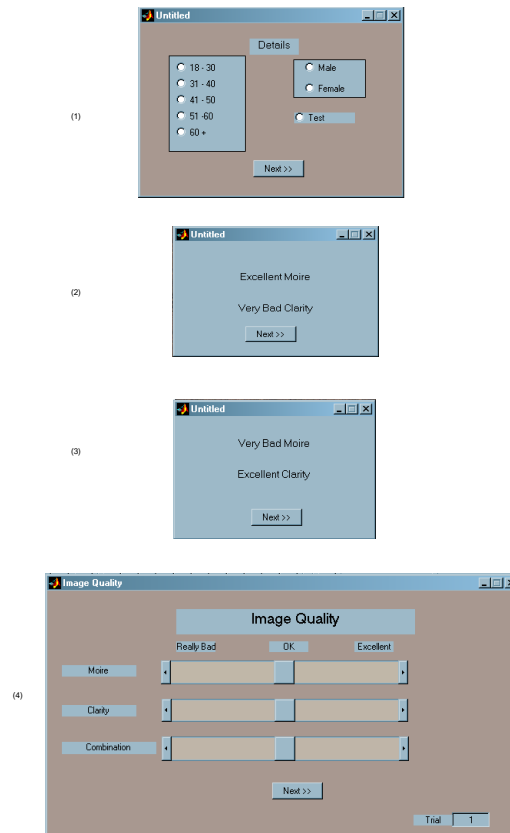 Untitled
Details
18 - 30
31 - 40
41 - 50
51 -60
60 +
Male
Female
Test
Next >>
(1)
Untitled
Excellent Moire
Very Bad Clarity
Next >>
(2)
Untitled
Very Bad Moire
Excellent Clarity
Next >>
(3)
Image Quality
Image Quality
Really Bad OK Excellent
Moire
Clarity
Combination
Next >>
Trial 1
(4)